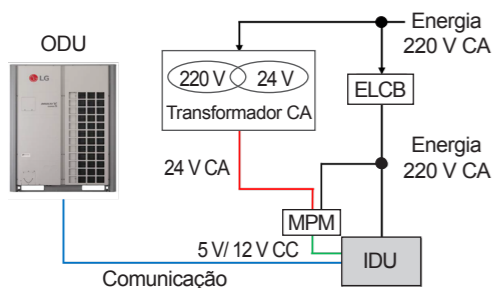 ODU
LG
220 V
24 V
Transformador CA
Energia
220 V CA
ELCB
24 V CA
Energia
220 V CA
MPM
5 V/ 12 V CC
IDU
Comunicação